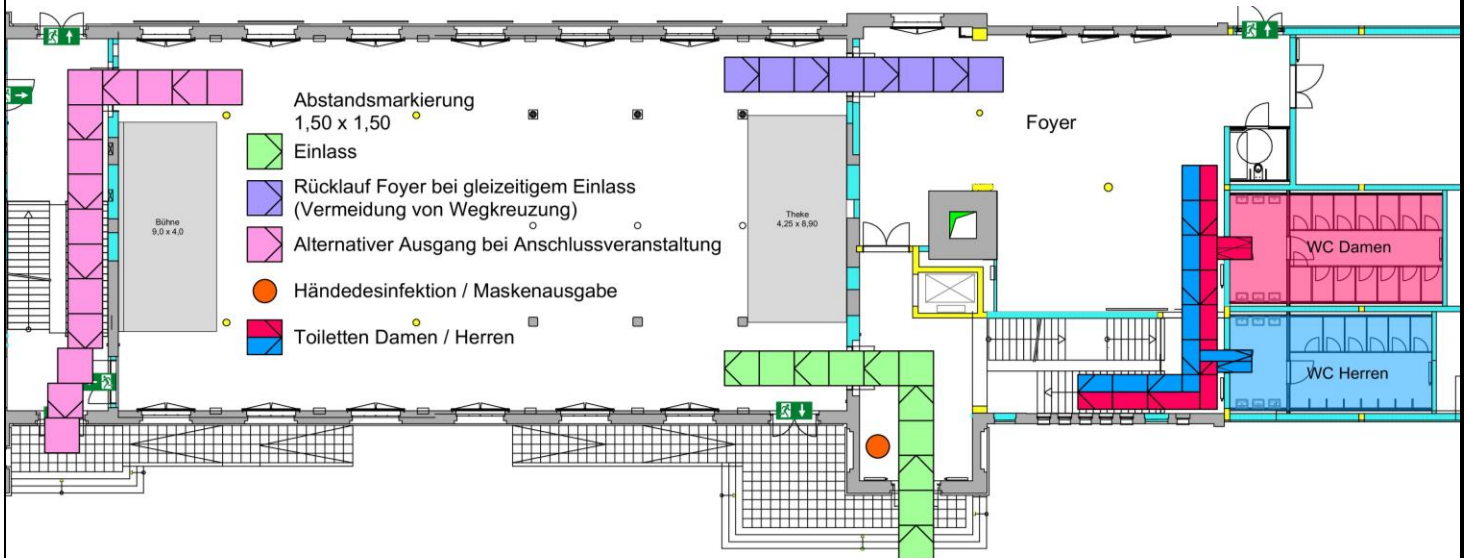 Abstandsmarkierung
1,50 x 1,50
Einlass
Rücklauf Foyer bei gleizeitigem Einlass
(Vermeidung von Wegkreuzung)
Alternativer Ausgang bei Anschlussveranstaltung
Händedesinfektion / Maskenausgabe
Toiletten Damen / Herren
Bühne
9,0 x 4,0
Theke
4,25 x 8,90
Foyer
WC Damen
WC Herren